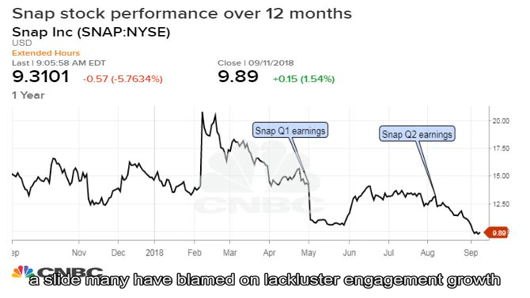 Snap stock performance over 12 months
Snap Inc (SNAP:NYSE)
USD
Extended Hours
Last | 9:05:58 AM EDT
9.3101 -0.57 (-5.7634%)
Close | 09/11/2018
9.89 +0.15 (1.54%)
1 Year
Snap Q1 earnings
Snap Q2 earnings
20.00
17.50
15.00
12.50
9.89
CNBC
Nov
Dec
2018
Feb
Mar
Apr
May
Jun
Jul
Aug
Sep
CNBC
a slide many have blamed on lackluster engagement growth